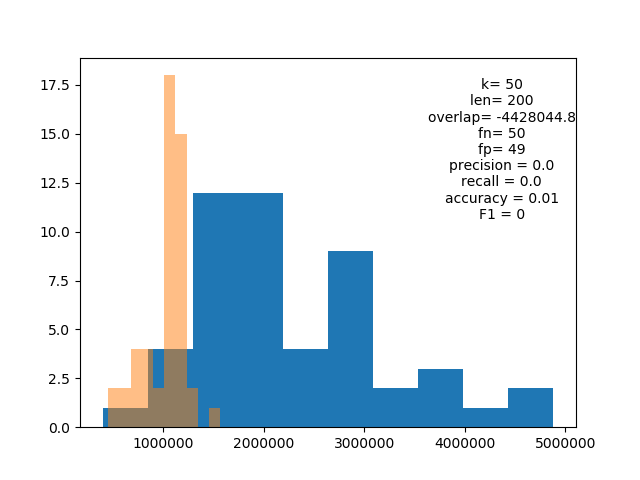 17.5
15.0
12.5
10.0
7.5
5.0
2.5
0.0
k= 50
len= 200
overlap= -4428044.8
fn= 50
fp= 49
precision = 0.0
recall = 0.0
accuracy = 0.01
F1 = 0
1000000 2000000 3000000 4000000 5000000